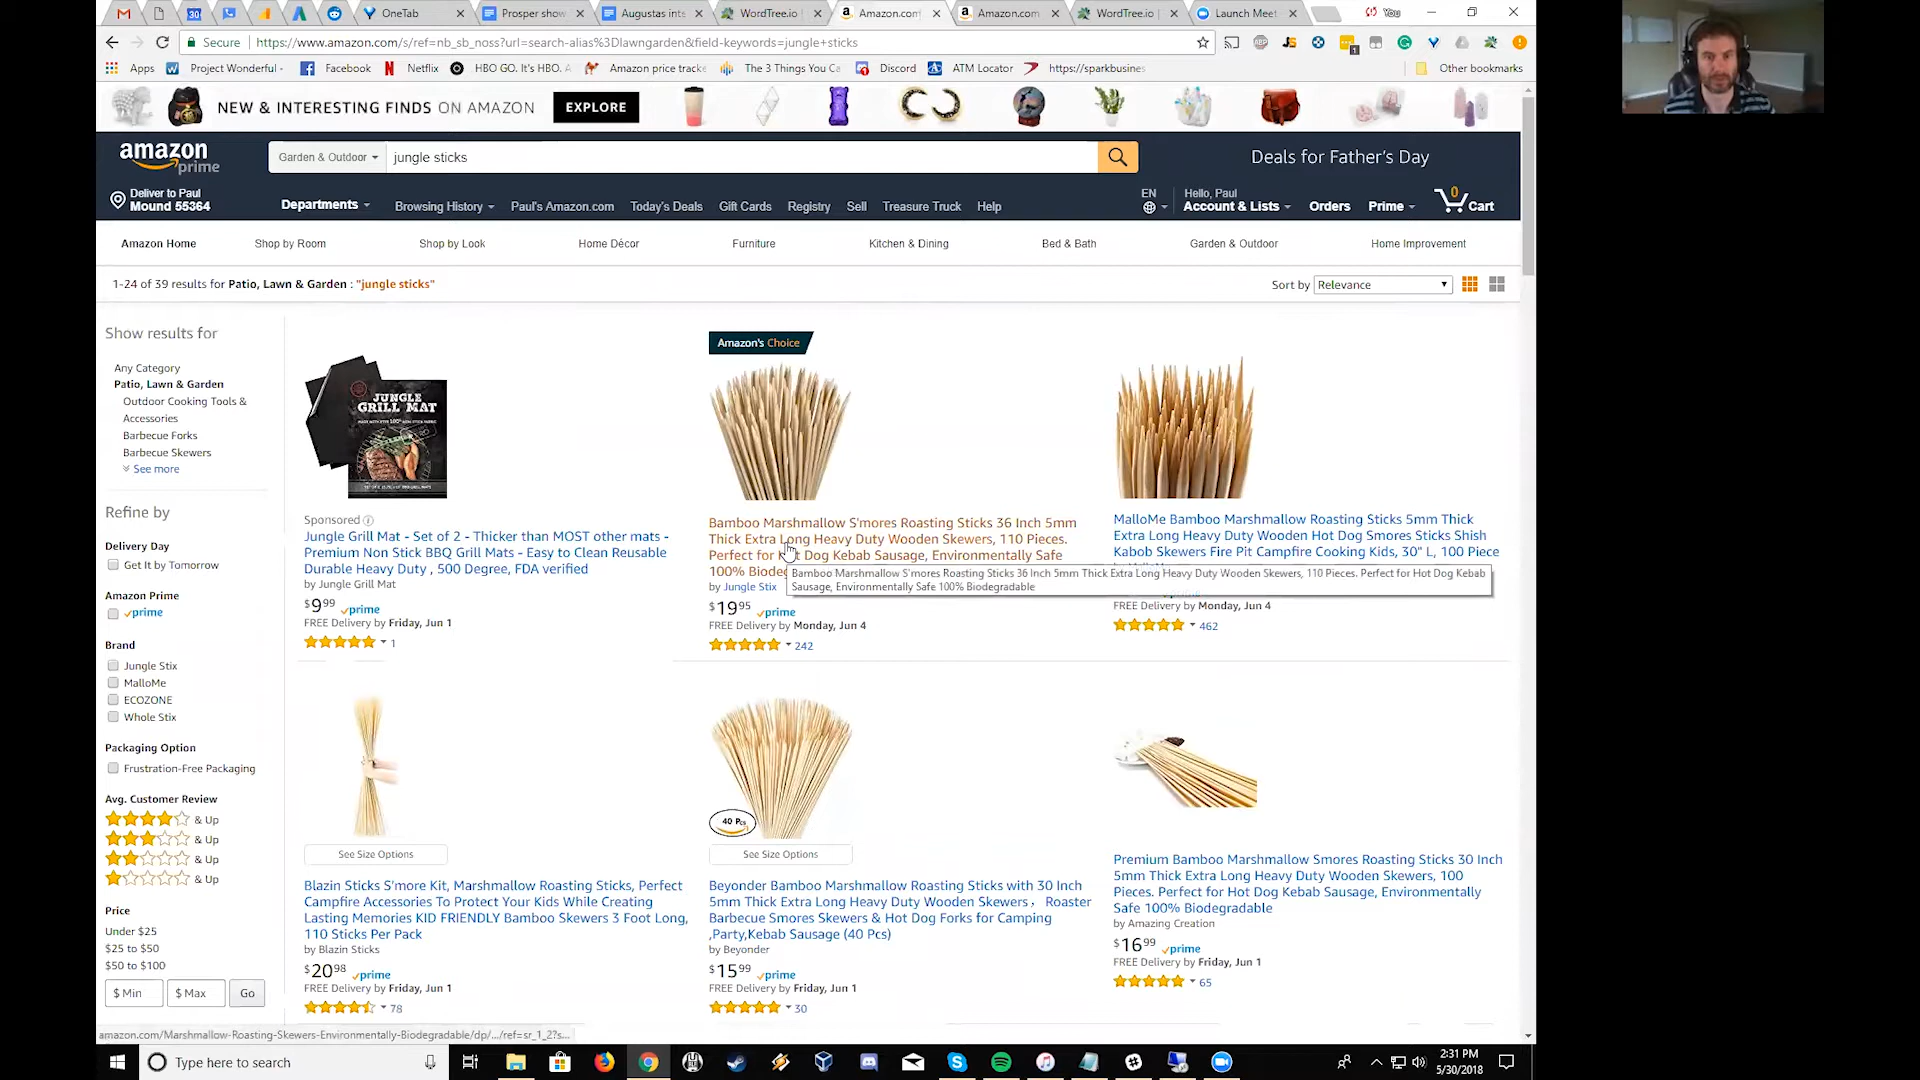 OneTab
Prosper show
Augustas inte
WordTree.io |
Amazon.com
Amazon.com
WordTree.io |
Launch Meet
You
Secure
https://www.amazon.com/s/ref=nb_sb_noss?url=search-alias%3Dlawngarden&field-keywords=jungle+sticks
Apps
Project Wonderful -
Facebook
Netflix
HBO GO. It's HBO. A
Amazon price tracke
The 3 Things You Ca
Discord
ATM Locator
https://sparkbusines
Other bookmarks
NEW & INTERESTING FINDS ON AMAZON
EXPLORE
amazon prime
Garden & Outdoor
jungle sticks
Deals for Father's Day
Deliver to Paul
Mound 55364
Departments
Browsing History
Paul's Amazon.com
Today's Deals
Gift Cards
Registry
Sell
Treasure Truck
Help
EN
Hello, Paul
Account & Lists
Orders
Prime
0
Cart
Amazon Home
Shop by Room
Shop by Look
Home Décor
Furniture
Kitchen & Dining
Bed & Bath
Garden & Outdoor
Home Improvement
1-24 of 39 results for Patio, Lawn & Garden : "jungle sticks"
Sort by Relevance
Show results for
Any Category
Patio, Lawn & Garden
Outdoor Cooking Tools &
Accessories
Barbecue Forks
Barbecue Skewers
See more
Refine by
Delivery Day
Get It by Tomorrow
Amazon Prime
prime
Brand
Jungle Stix
MalloMe
ECOZONE
Whole Stix
Packaging Option
Frustration-Free Packaging
Avg. Customer Review
& Up
& Up
& Up
& Up
Price
Under $25
$25 to $50
$50 to $100
$ Min
$ Max
Go
JUNGLE
GRILL MAT
Sponsored
Jungle Grill Mat - Set of 2 - Thicker than MOST other mats -
Premium Non Stick BBQ Grill Mats - Easy to Clean Reusable
Durable Heavy Duty , 500 Degree, FDA verified
by Jungle Grill Mat
$9 99 prime
FREE Delivery by Friday, Jun 1
1
Amazon's Choice
Bamboo Marshmallow S'mores Roasting Sticks 36 Inch 5mm
Thick Extra Long Heavy Duty Wooden Skewers, 110 Pieces.
Perfect for Hot Dog Kebab Sausage, Environmentally Safe
100% Biode
by Jungle Stix
Bamboo Marshmallow S'mores Roasting Sticks 36 Inch 5mm Thick Extra Long Heavy Duty Wooden Skewers, 110 Pieces. Perfect for Hot Dog Kebab
Sausage, Environmentally Safe 100% Biodegradable
$19 95 prime
FREE Delivery by Monday, Jun 4
242
MalloMe Bamboo Marshmallow Roasting Sticks 5mm Thick
Extra Long Heavy Duty Wooden Hot Dog Smores Sticks Shish
Kabob Skewers Fire Pit Campfire Cooking Kids, 30" L, 100 Piece
FREE Delivery by Monday, Jun 4
462
See Size Options
Blazin Sticks S'more Kit, Marshmallow Roasting Sticks, Perfect
Campfire Accessories To Protect Your Kids While Creating
Lasting Memories KID FRIENDLY Bamboo Skewers 3 Foot Long,
110 Sticks Per Pack
by Blazin Sticks
$20 98 prime
FREE Delivery by Friday, Jun 1
78
40 Pcs
See Size Options
Beyonder Bamboo Marshmallow Roasting Sticks with 30 Inch
5mm Thick Extra Long Heavy Duty Wooden Skewers，Roaster
Barbecue Smores Skewers & Hot Dog Forks for Camping
,Party,Kebab Sausage (40 Pcs)
by Beyonder
$15 99 prime
FREE Delivery by Friday, Jun 1
30
Premium Bamboo Marshmallow Smores Roasting Sticks 30 Inch
5mm Thick Extra Long Heavy Duty Wooden Skewers, 100
Pieces. Perfect for Hot Dog Kebab Sausage, Environmentally
Safe 100% Biodegradable
by Amazing Creation
$16 99 prime
FREE Delivery by Friday, Jun 1
65
amazon.com/Marshmallow-Roasting-Skewers-Environmentally-Biodegradable/dp/.../ref=sr_1_2?s...
Type here to search
2:31 PM
5/30/2018